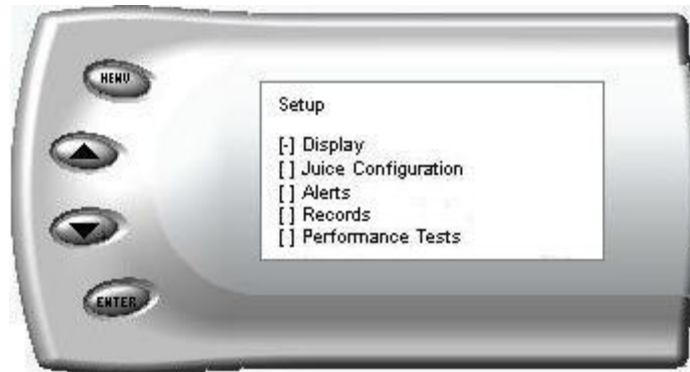 MENU
Setup
[-] Display
[ ] Juice Configuration
[ ] Alerts
[ ] Records
[ ] Performance Tests
ENTER